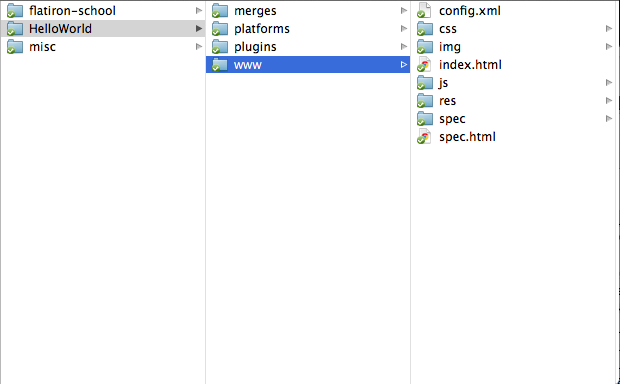 flatiron-school
HelloWorld
misc
merges
platforms
plugins
www
config.xml
css
img
index.html
js
res
spec
spec.html